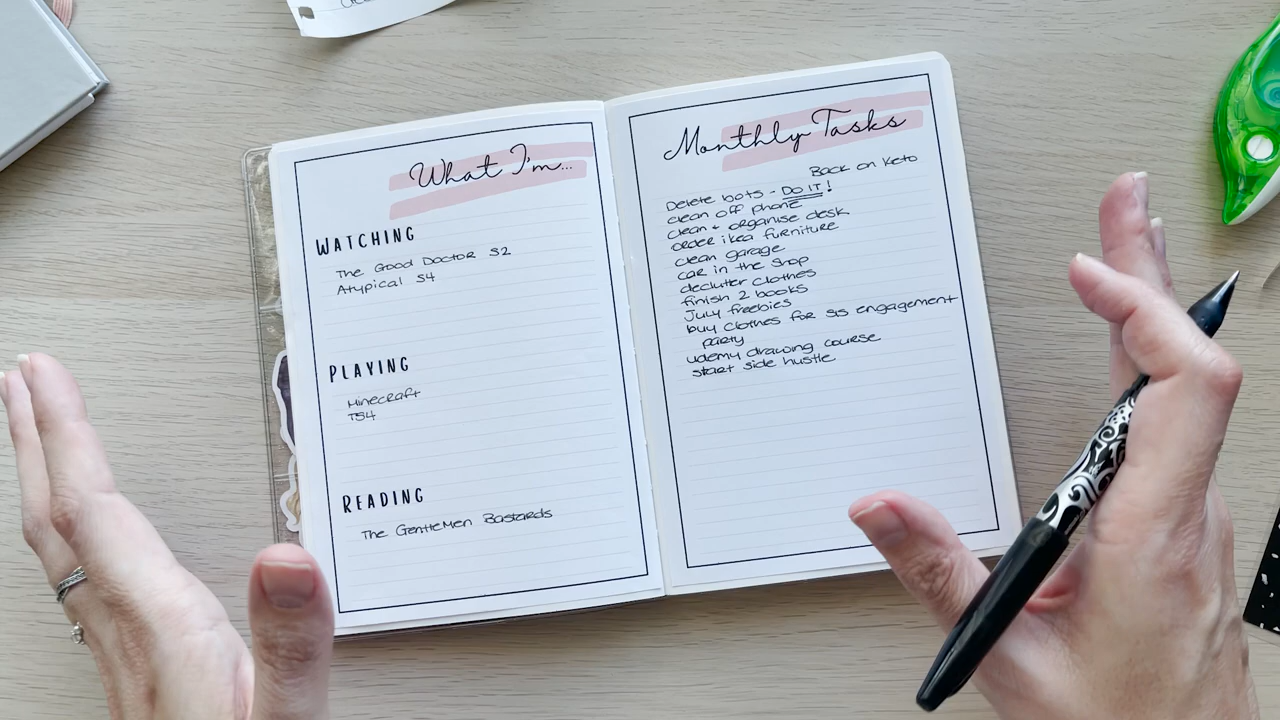 What I'm...
WATCHING
The Good Doctor S2
Atypical S4
PLAYING
Minecraft
TS4
READING
The Gentlemen Bastards
Monthly Tasks
Back on Keto
Delete bots - DO IT!
clean off phone
clean + organise desk
order ikea furniture
clean garage
car in the shop
declutter clothes
finish 2 books
July freebies
buy clothes for sis engagement
party
udemy drawing course
start side hustle